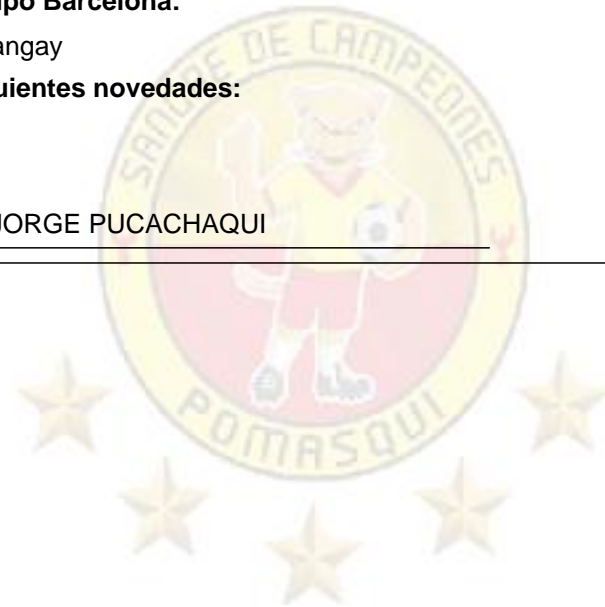 po Barcelona:
angay
uientes novedades:
SANGRE DE CAMPEONES
JORGE PUCACHAQUI
POMASQUI